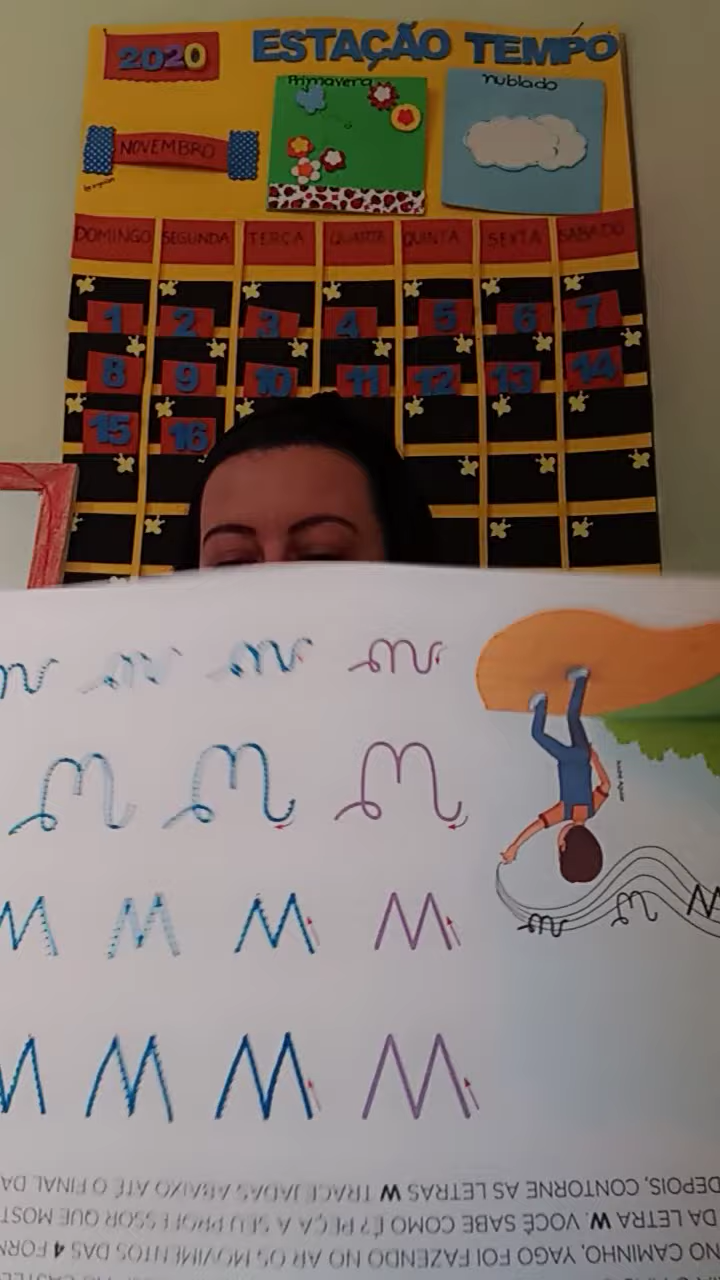 2020 ESTAÇÃO TEMPO
Primavera nublado
NOVEMBRO
DOMINGO SEGUNDA TERÇA QUARTA QUINTA SEXTA SABADO
1 2 3 4 5 6 7
8 9 10 11 12 13 14
15 16
NO CAMINHO, YAGO FOI FAZENDO NO AR OS MOVIMENTOS DAS 4
DA LETRA W. VOCÊ SABE COMO É? PEÇA A SEU PROFESSOR QUE
DEPOIS, CONTORNE AS LETRAS W TRACEJADAS ABAIXO ATÉ O FINAL DA
W W W W
W W W W
W W W W
W W W W
W W W